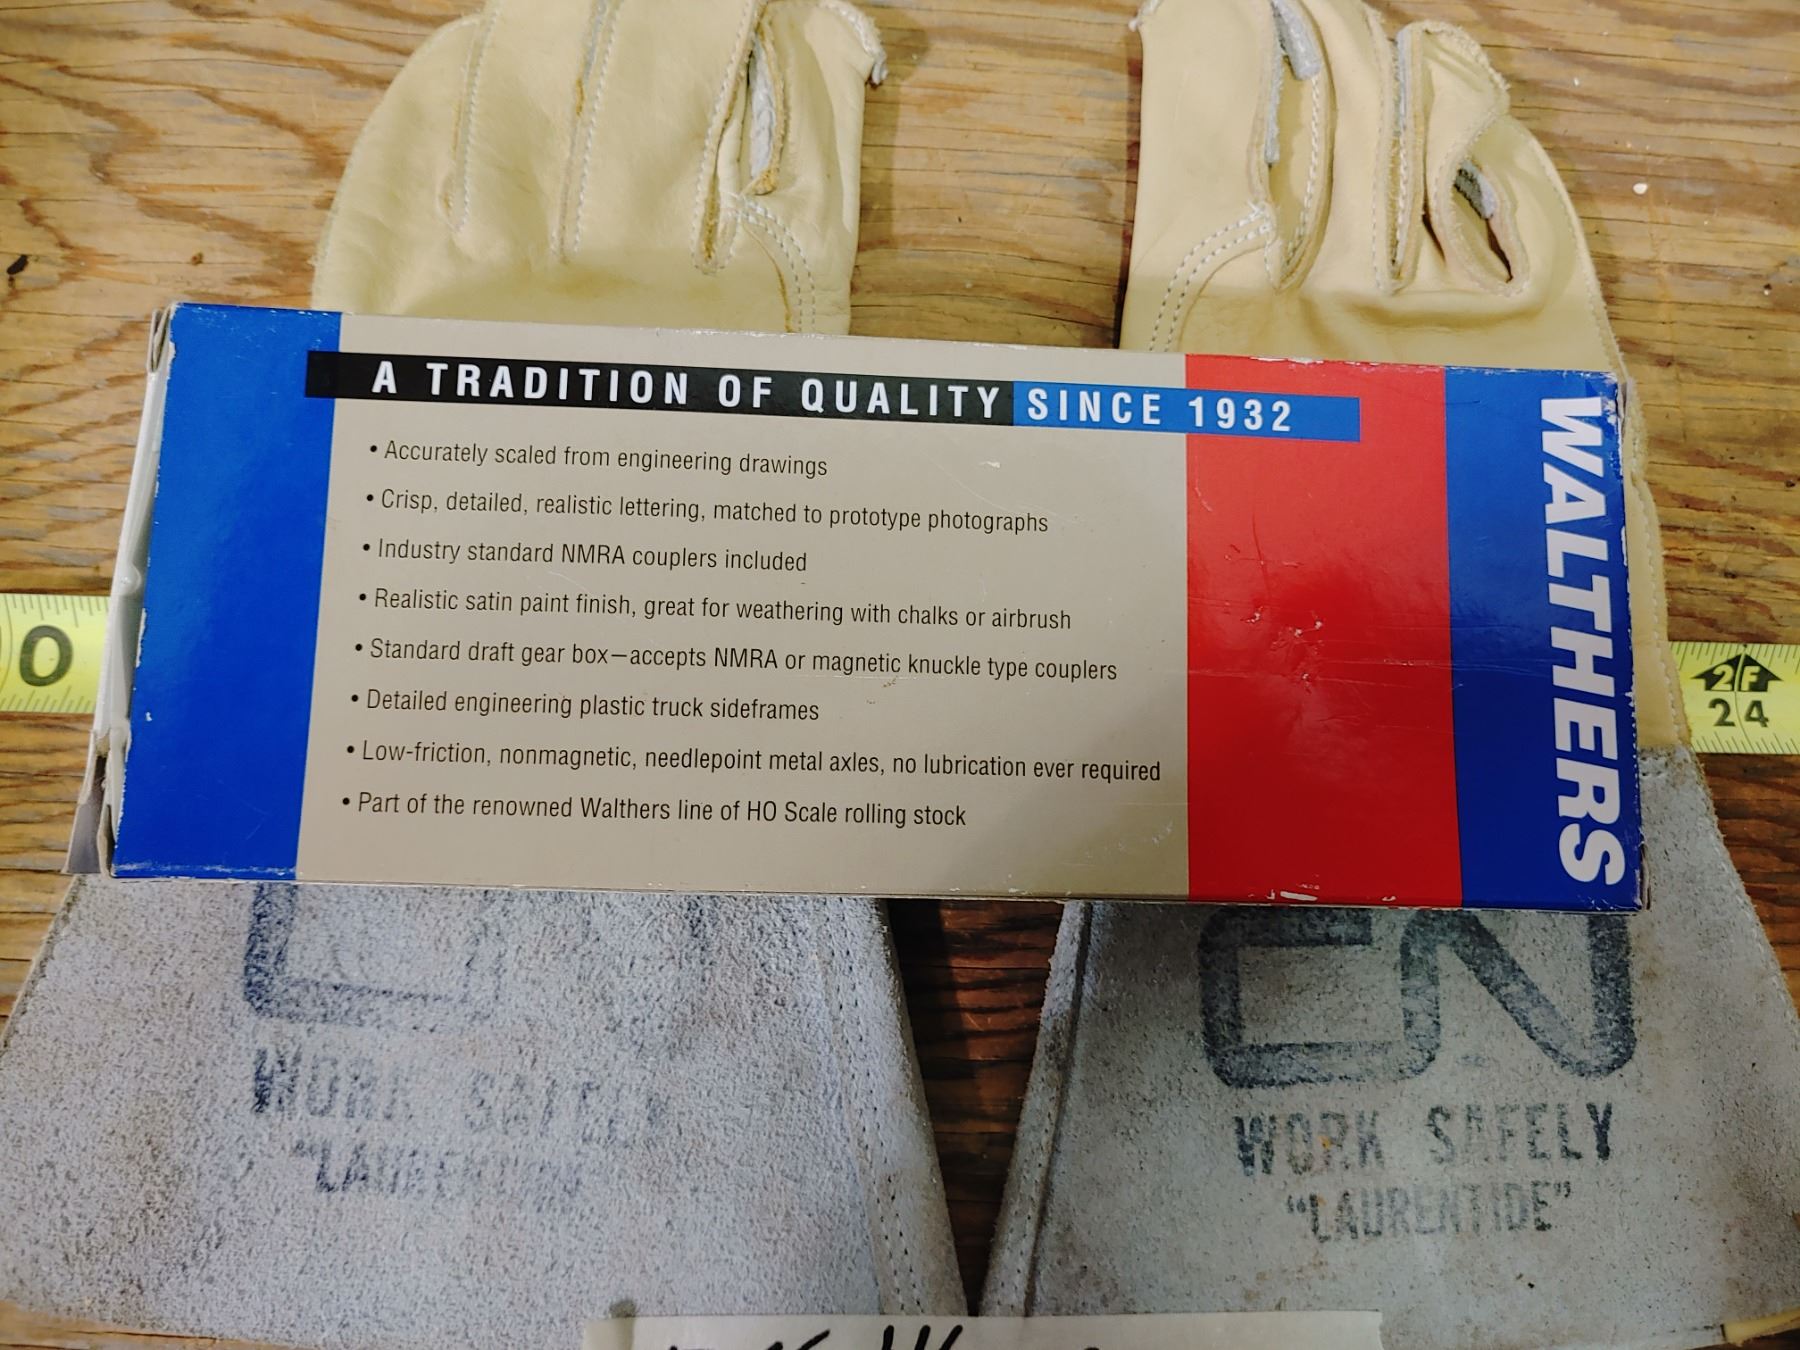 A TRADITION OF QUALITY SINCE 1932
• Accurately scaled from engineering drawings
• Crisp, detailed, realistic lettering, matched to prototype photographs
• Industry standard NMRA couplers included
• Realistic satin paint finish, great for weathering with chalks or airbrush
• Standard draft gear box—accepts NMRA or magnetic knuckle type couplers
• Detailed engineering plastic truck sideframes
• Low-friction, nonmagnetic, needlepoint metal axles, no lubrication ever required
• Part of the renowned Walthers line of HO Scale rolling stock
WALTHERS
0
2F
24
WORK SAFELY
CN
WORK SAFELY
"LAURENTIDE"